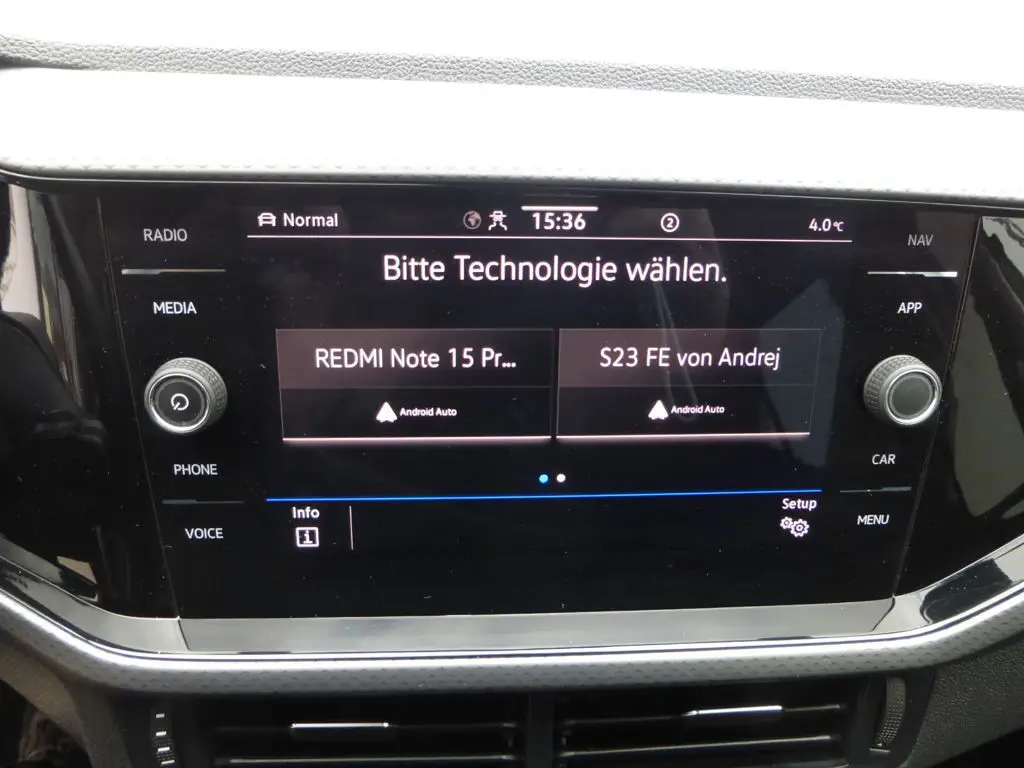 RADIO
MEDIA
PHONE
VOICE
Normal
15:36
2
4.0°C
Bitte Technologie wählen.
REDMI Note 15 Pr...
Android Auto
S23 FE von Andrej
Android Auto
Info
i
Setup
NAV
APP
CAR
MENU